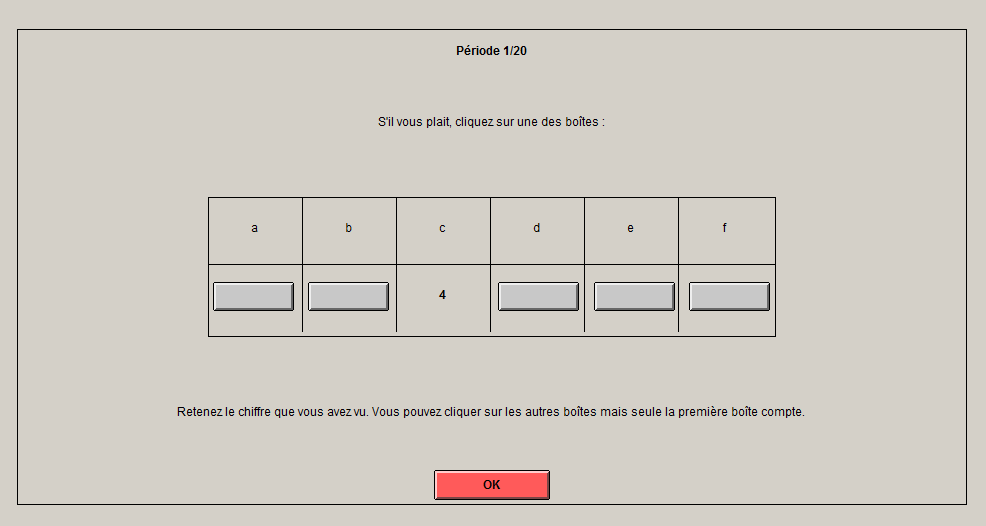 Période 1/20
S'il vous plait, cliquez sur une des boîtes :
a b c d e f
4
Retenez le chiffre que vous avez vu. Vous pouvez cliquer sur les autres boîtes mais seule la première boîte compte.
OK